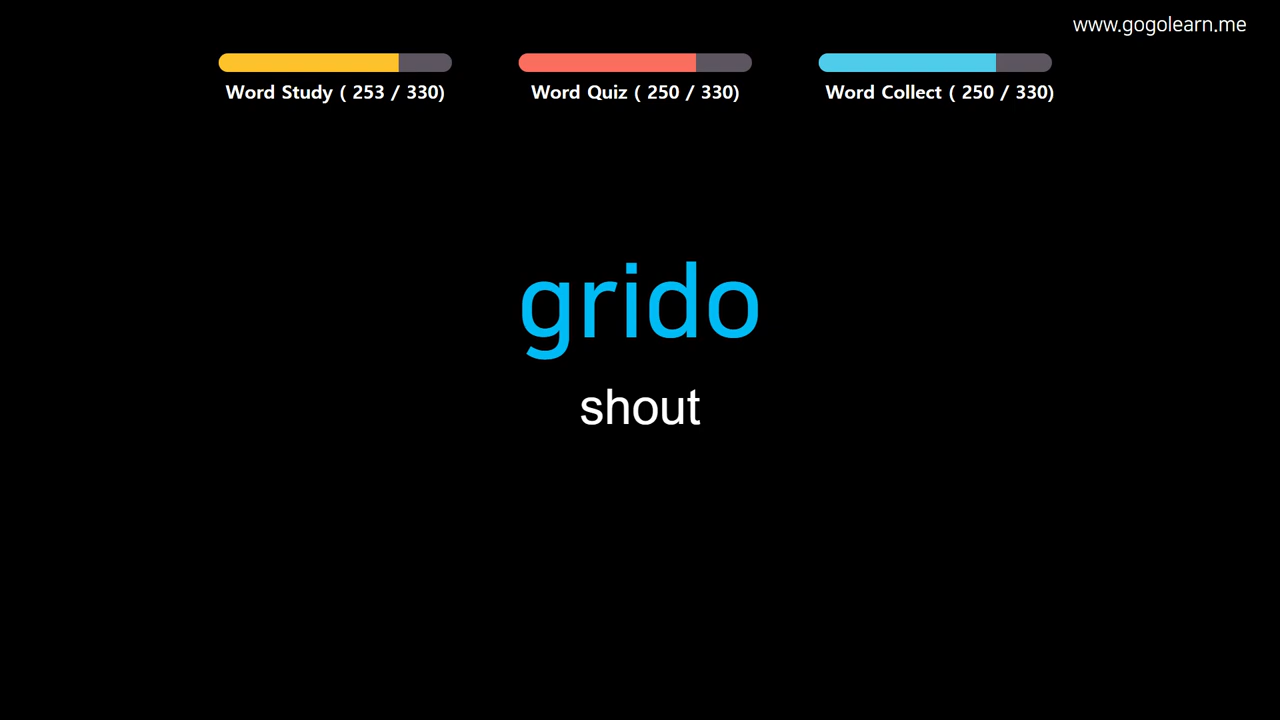 www.gogolearn.me
Word Study ( 253 / 330)
Word Quiz ( 250 / 330)
Word Collect ( 250 / 330)
grido
shout